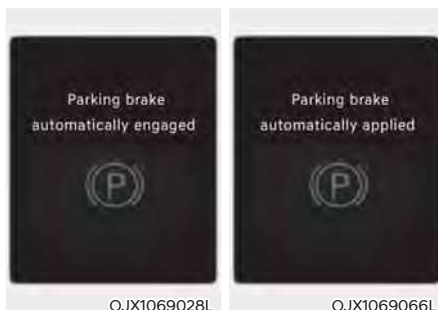 Parking brake
automatically engaged
P
OJX1069028L
Parking brake
automatically applied
P
OJX1069066L